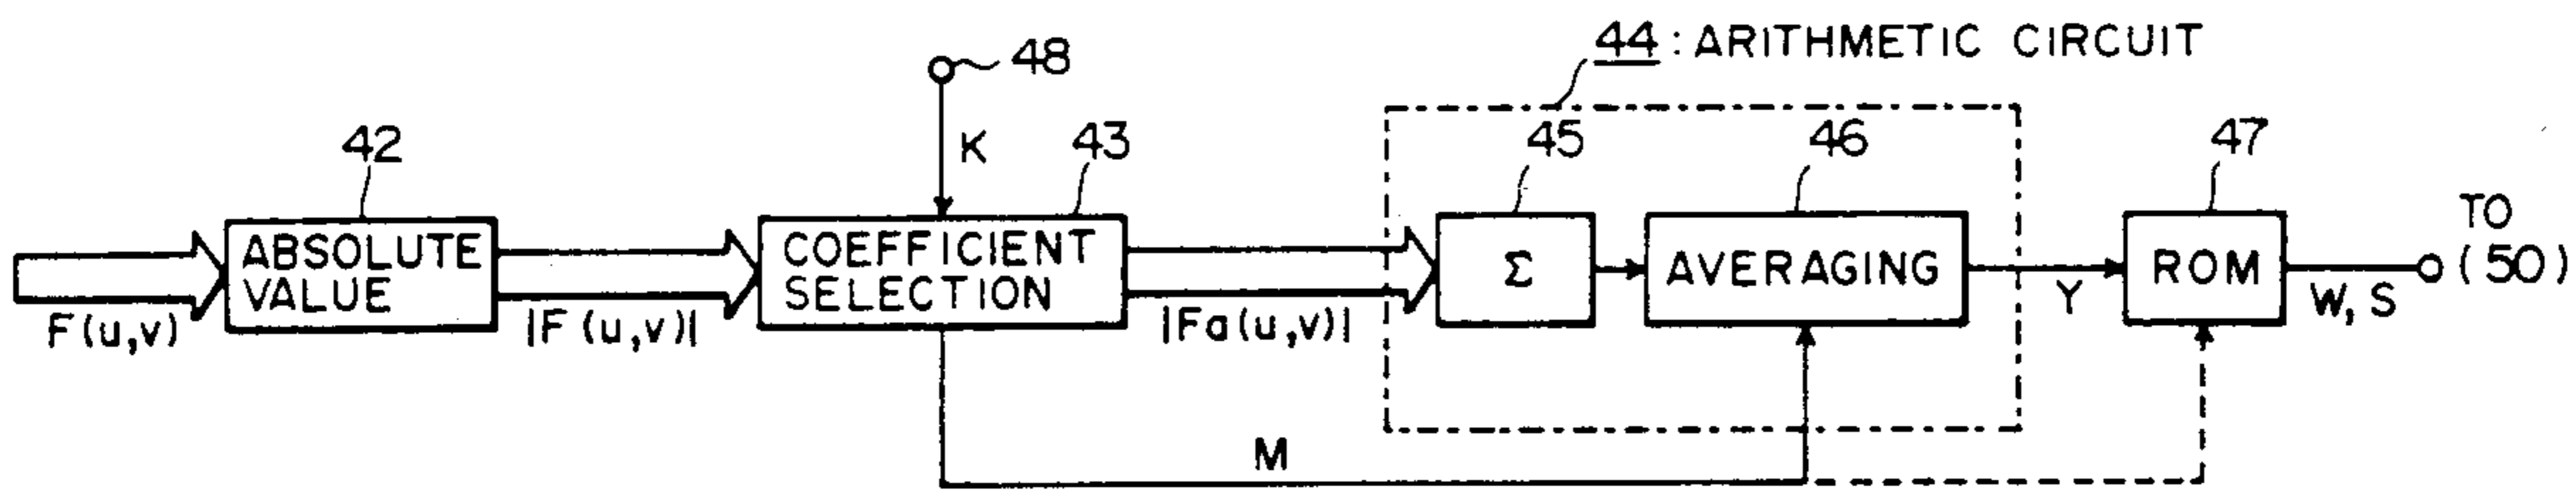 44 : ARITHMETIC CIRCUIT
48
K
42
43
45
46
47
TO
(50)
ABSOLUTE
VALUE
COEFFICIENT
SELECTION
Σ
AVERAGING
ROM
F(u,v)
|F(u,v)|
|Fa(u,v)|
Y
W, S
M